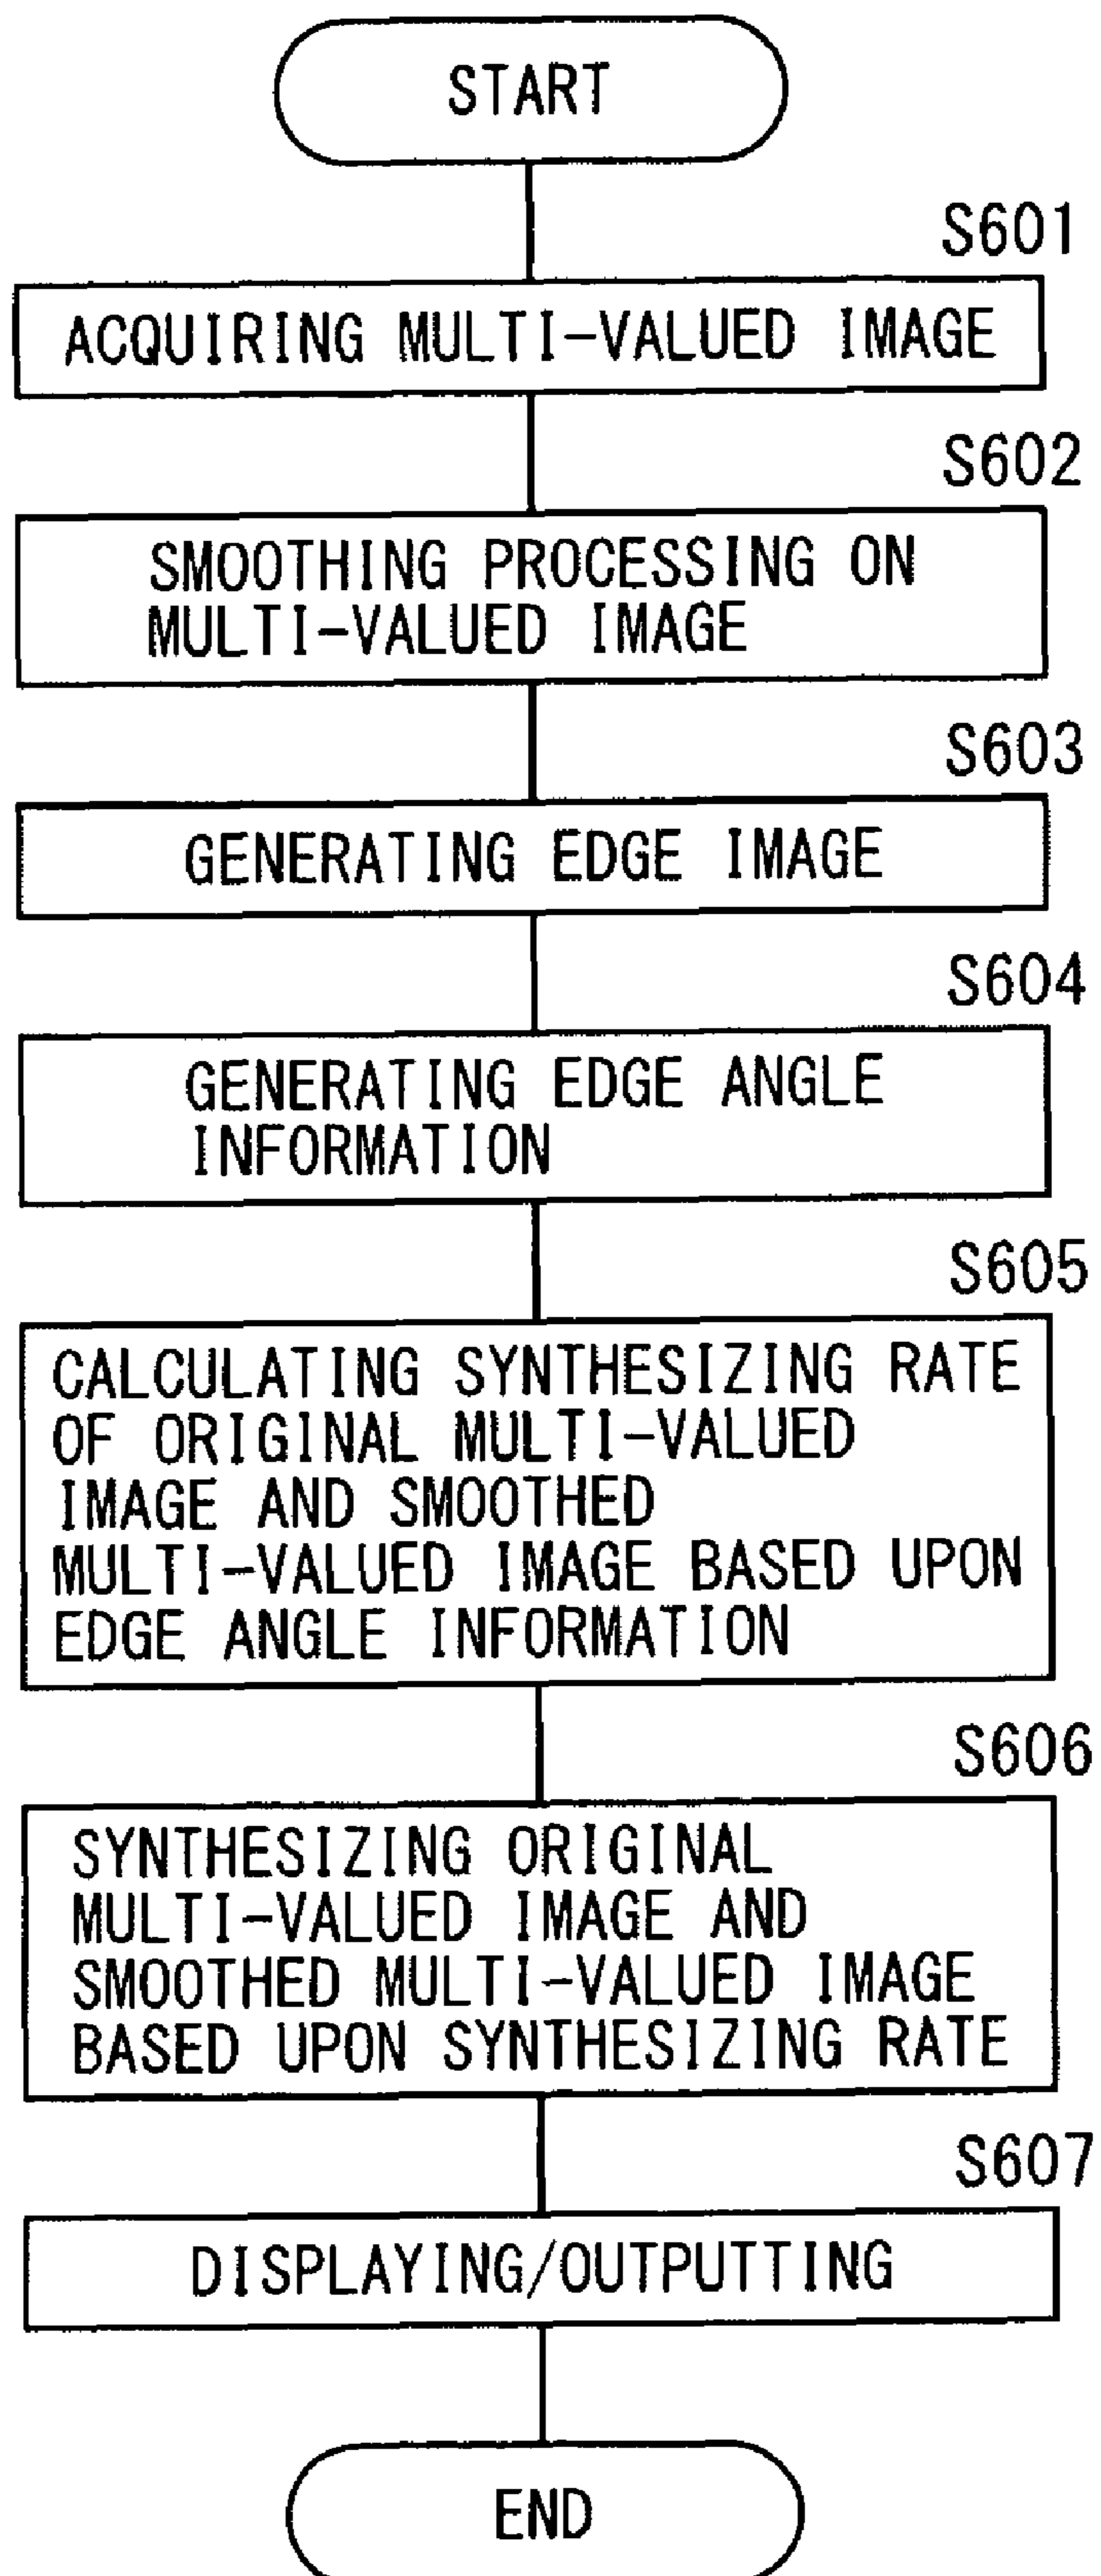 START
S601
ACQUIRING MULTI-VALUED IMAGE
S602
SMOOTHING PROCESSING ON
MULTI-VALUED IMAGE
S603
GENERATING EDGE IMAGE
S604
GENERATING EDGE ANGLE
INFORMATION
S605
CALCULATING SYNTHESIZING RATE
OF ORIGINAL MULTI-VALUED
IMAGE AND SMOOTHED
MULTI-VALUED IMAGE BASED UPON
EDGE ANGLE INFORMATION
S606
SYNTHESIZING ORIGINAL
MULTI-VALUED IMAGE AND
SMOOTHED MULTI-VALUED IMAGE
BASED UPON SYNTHESIZING RATE
S607
DISPLAYING/OUTPUTTING
END